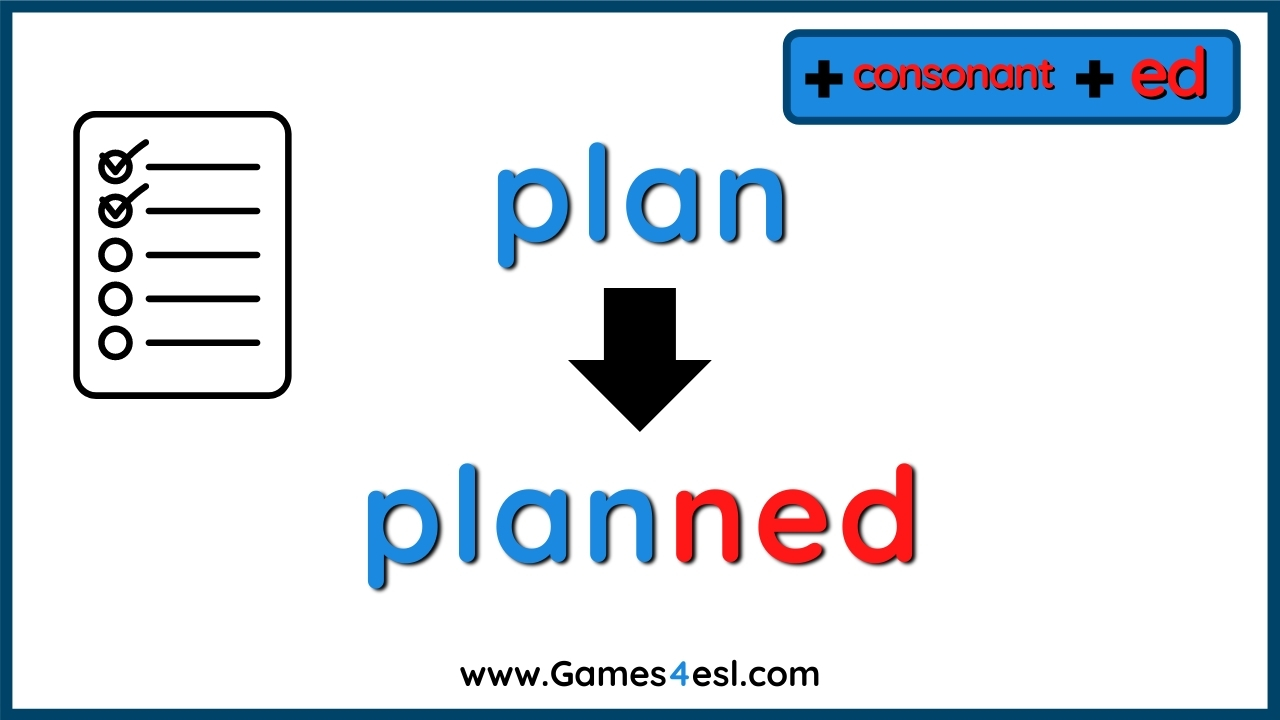 + consonant + ed
plan
planned
www.Games4esl.com